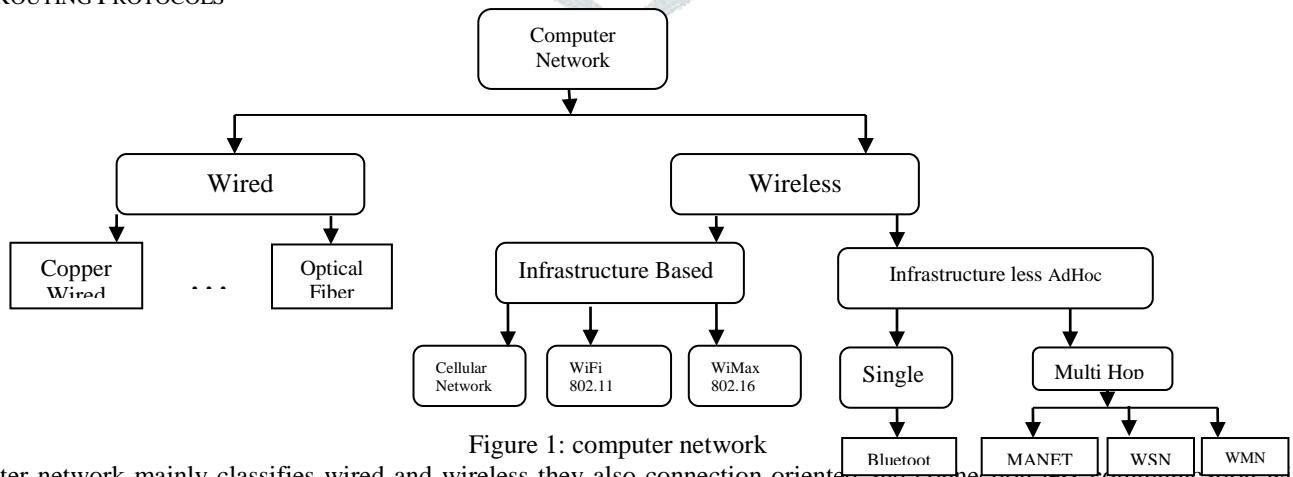 ROUTING PROTOCOLS
Computer
Network
Wired
Wireless
Copper
Wired
. . .
Optical
Fiber
Infrastructure Based
Infrastructure less AdHoc
Cellular
Network
WiFi
802.11
WiMax
802.16
Single
Multi Hop
Figure 1: computer network
Bluetoot
MANET
WSN
WMN
ter network mainly classifies wired and wireless they also connection oriented and